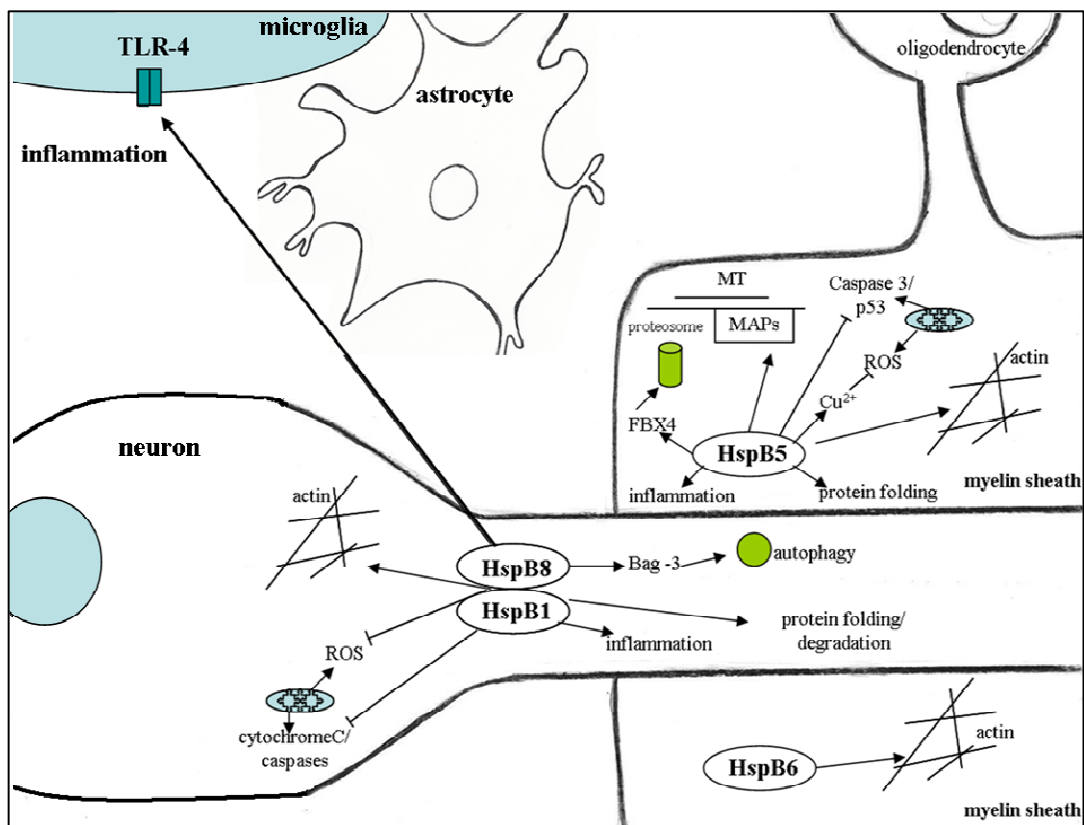 microglia
TLR-4
oligodendrocyte
astrocyte
inflammation
MT
Caspase 3/
p53
proteosome
MAPs
ROS
actin
Cu²⁺
FBX4
HspB5
neuron
inflammation
protein folding
myelin sheath
actin
HspB8
Bag -3
autophagy
HspB1
protein folding/
degradation
inflammation
ROS
cytochromeC/
caspases
HspB6
actin
myelin sheath